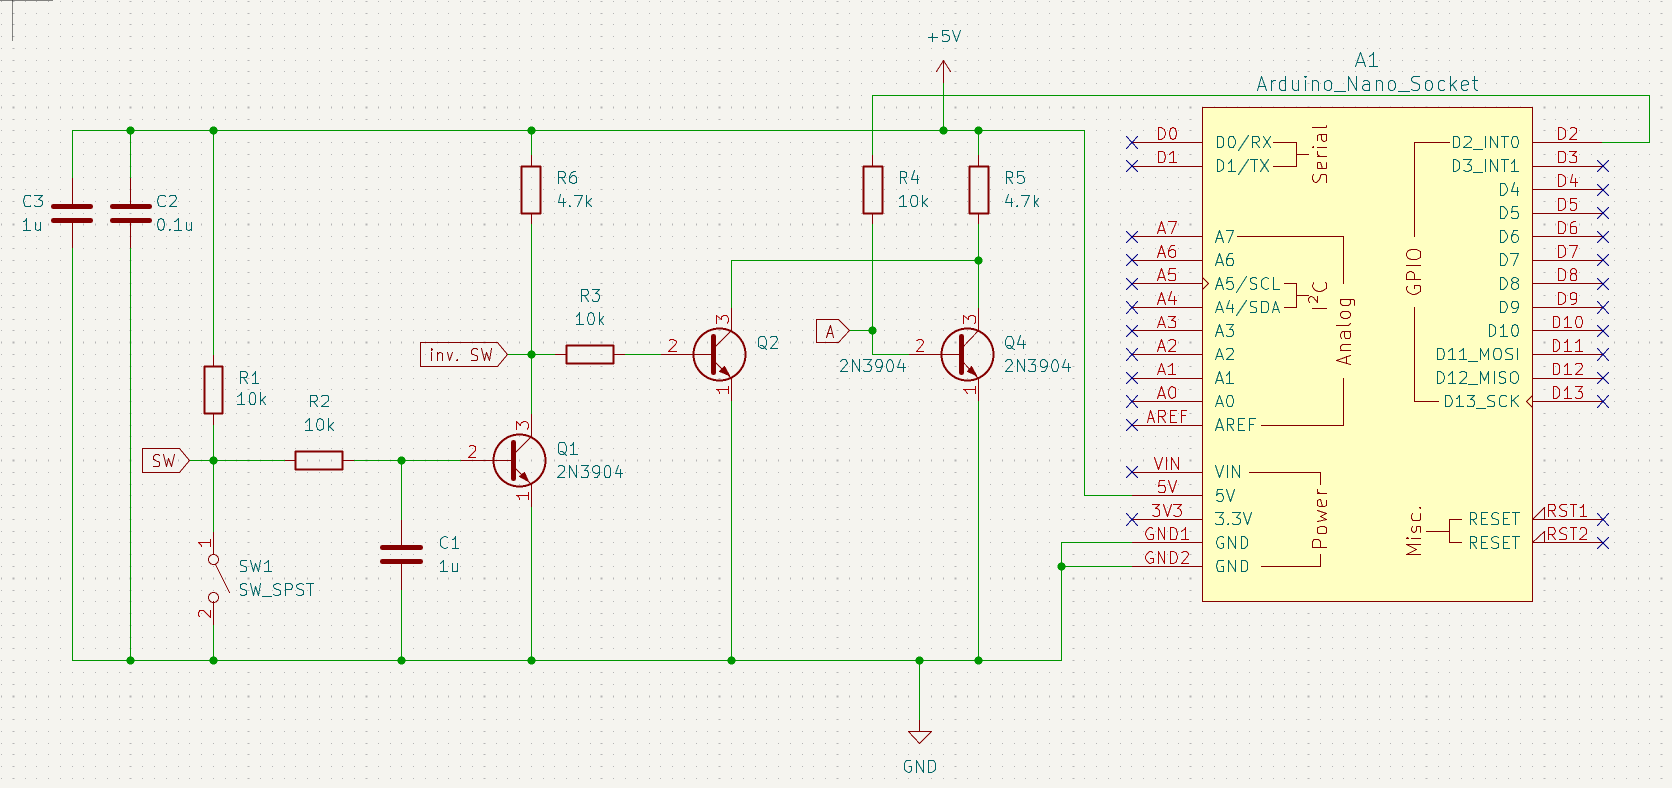 +5V
A1
Arduino_Nano_Socket
C3
1u
C2
0.1u
R6
4.7k
R4
10k
R5
4.7k
R3
10k
inv. SW
2
3
1
Q2
A
2N3904
2
3
1
Q4
2N3904
R1
10k
R2
10k
SW
2
3
1
Q1
2N3904
1
2
SW1
SW_SPST
C1
1u
GND
D0
D1
A7
A6
A5
A4
A3
A2
A1
A0
AREF
VIN
5V
3V3
GND1
GND2
D0/RX
D1/TX
Serial
A7
A6
A5/SCL
A4/SDA
I²C
A3
A2
A1
A0
AREF
Analog
VIN
5V
3.3V
GND
GND
Power
GPIO
D2_INT0
D3_INT1
D4
D5
D6
D7
D8
D9
D10
D11_MOSI
D12_MISO
D13_SCK
Misc.
RESET
RESET
D2
D3
D4
D5
D6
D7
D8
D9
D10
D11
D12
D13
RST1
RST2